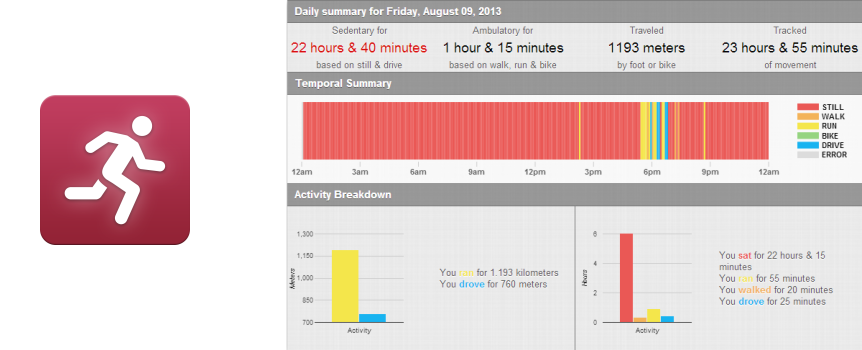 Daily summary for Friday, August 09, 2013
Sedentary for
22 hours & 40 minutes
based on still & drive
Ambulatory for
1 hour & 15 minutes
based on walk, run & bike
Traveled
1193 meters
by foot or bike
Tracked
23 hours & 55 minutes
of movement
Temporal Summary
STILL
WALK
RUN
BIKE
DRIVE
ERROR
12am 3am 6am 9am 12pm 3pm 6pm 9pm 12am
Activity Breakdown
Meters
1,300
1,150
1,000
850
700
Activity
You ran for 1.193 kilometers
You drove for 760 meters
Hours
6
4
2
0
Activity
You sat for 22 hours & 15
minutes
You ran for 55 minutes
You walked for 20 minutes
You drove for 25 minutes